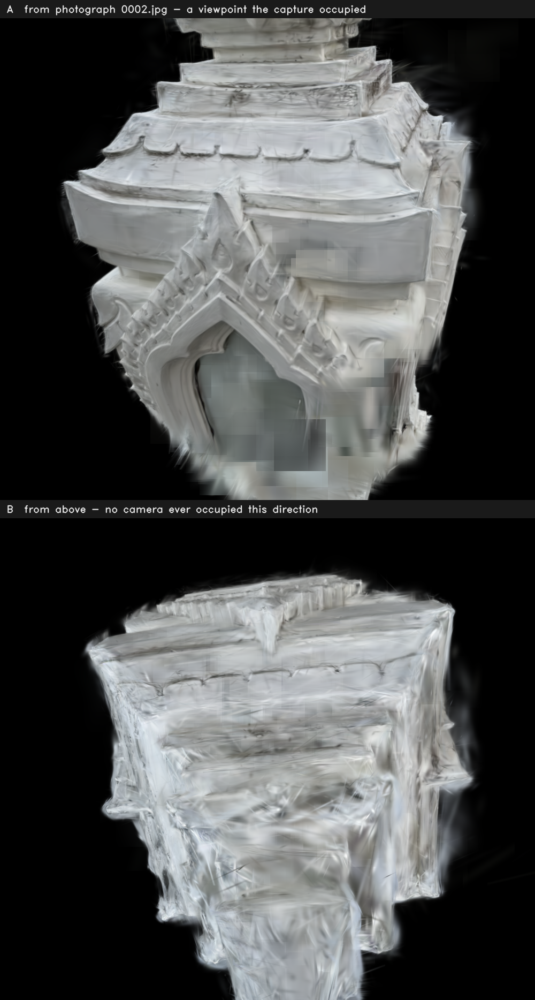 A from photograph 0002.jpg – a viewpoint the capture occupied
B from above – no camera ever occupied this direction